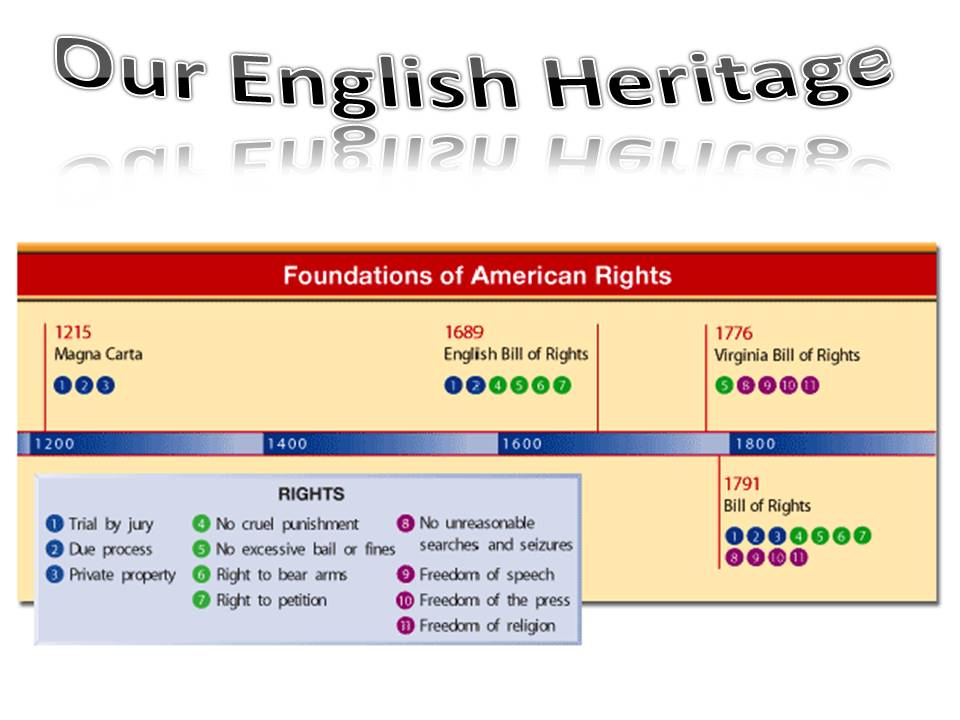 Our English Heritage
Foundations of American Rights
1215
Magna Carta
1 2 3
1689
English Bill of Rights
1 2 4 5 6 7
1776
Virginia Bill of Rights
5 8 9 10 11
1200 1400 1600 1800
1791
Bill of Rights
1 2 3 4 5 6 7
8 9 10 11
RIGHTS
1 Trial by jury
2 Due process
3 Private property
4 No cruel punishment
5 No excessive bail or fines
6 Right to bear arms
7 Right to petition
8 No unreasonable
searches and seizures
9 Freedom of speech
10 Freedom of the press
11 Freedom of religion